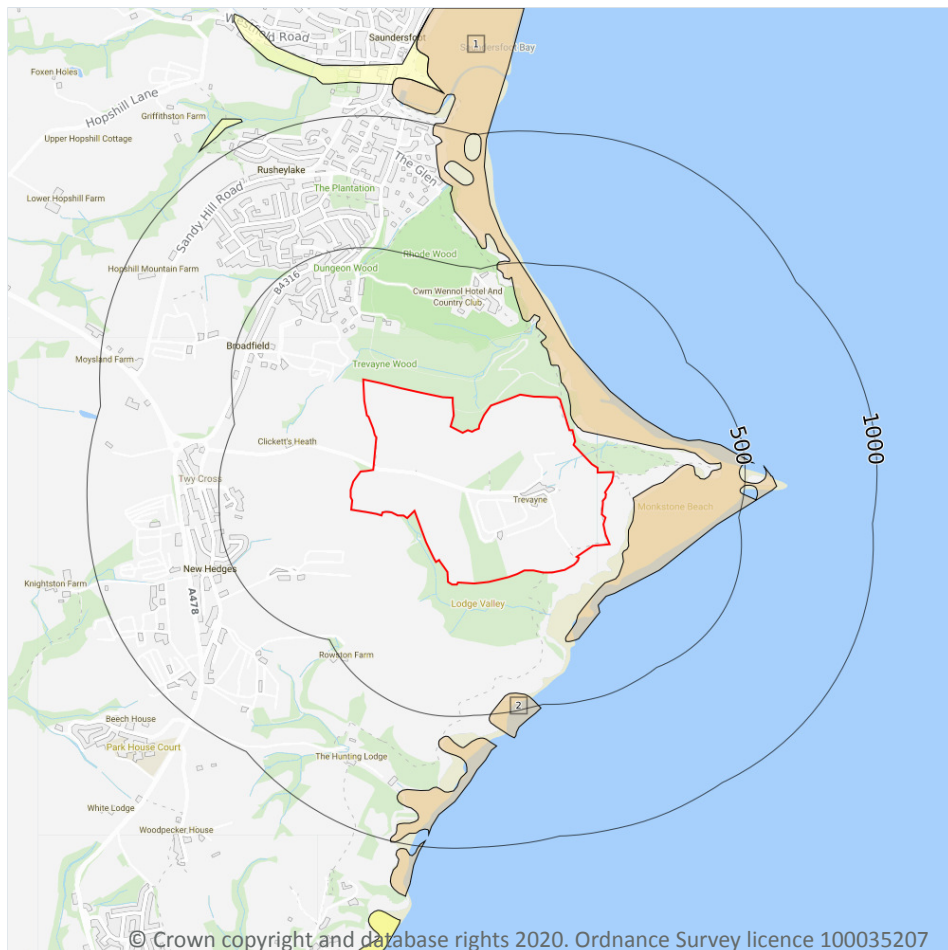 Westfield Road
Saundersfoot
1
Saundersfoot Bay
Foxen Holes
Hopshill Lane
Griffithston Farm
Upper Hopshill Cottage
The Glen
Rusheylake
The Plantation
Lower Hopshill Farm
Sandy Hill Road
Rhode Wood
Hopshill Mountain Farm
Dungeon Wood
B4316
Cwm Wennol Hotel And
Country Club
Broadfield
Moysland Farm
Trevayne Wood
500
1000
Clickett's Heath
Twy Cross
Trevayne
Monkstone Beach
New Hedges
Knightston Farm
A478
Lodge Valley
Rowston Farm
2
Beech House
Park House Court
The Hunting Lodge
White Lodge
Woodpecker House
© Crown copyright and database rights 2020. Ordnance Survey licence 100035207